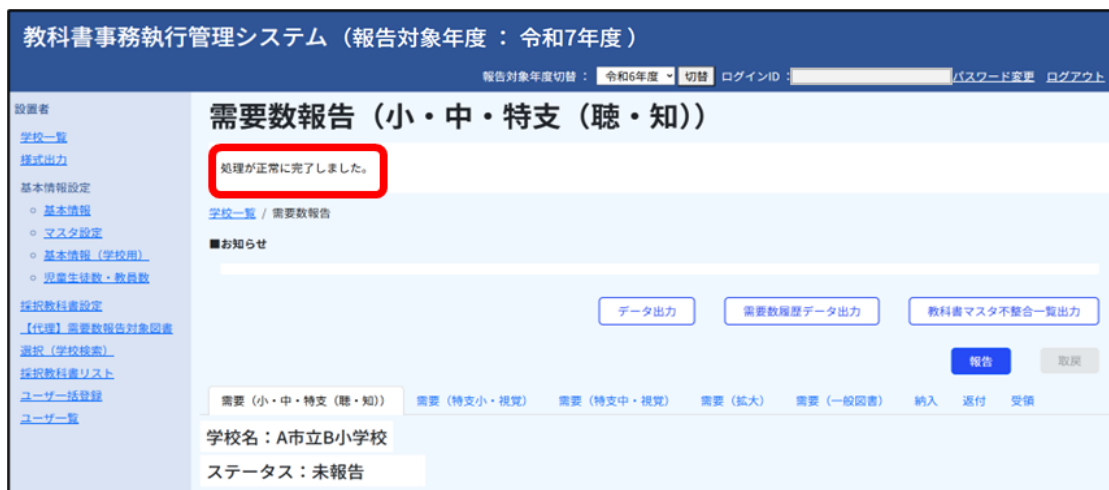 教科書事務執行管理システム（報告対象年度 ： 令和7年度 ）
報告対象年度切替 ： 令和6年度 切替 ログインID ： パスワード変更 ログアウト
設置者
学校一覧
様式出力
基本情報設定
基本情報
マスタ設定
基本情報（学校用）
児童生徒数・教員数
採択教科書設定
【代理】需要数報告対象図書
選択（学校検索）
採択教科書リスト
ユーザー括登録
ユーザー覧
需要数報告（小・中・特支（聴・知））
処理が正常に完了しました。
学校一覧 / 需要数報告
■お知らせ
データ出力 需要数履歴データ出力 教科書マスタ不整合一覧出力
報告 取戻
需要（小・中・特支（聴・知）） 需要（特支小・視覚） 需要（特支中・視覚） 需要（拡大） 需要（一般図書） 納入 返付 受領
学校名：A市立B小学校
ステータス：未報告